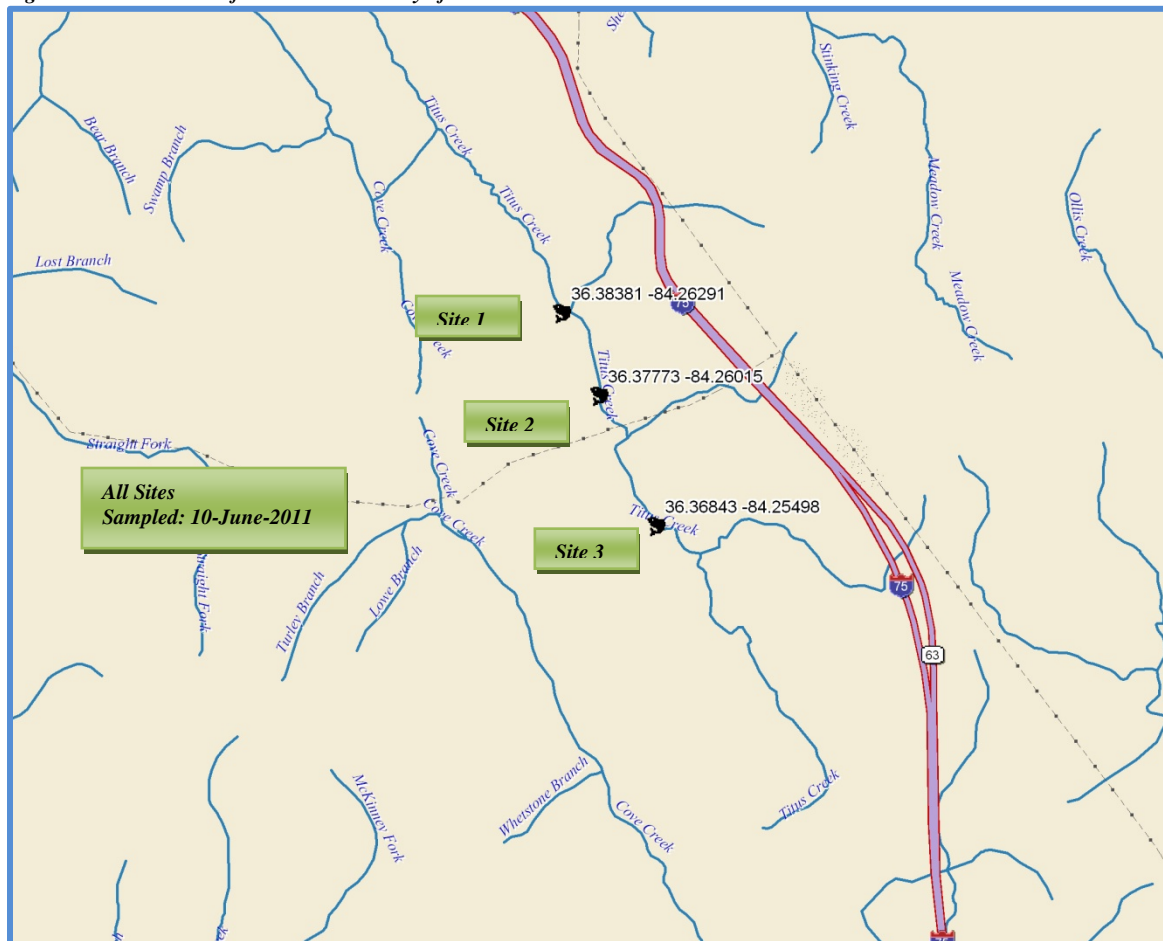 She
Stinking Creek
Titus Creek
Bear Branch
Swamp Branch
Cove Creek
Titus Creek
Meadow Creek
Ollis Creek
Lost Branch
Meadow Creek
36.38381 -84.26291
75
Site 1
Creek
Titus Creek
36.37773 -84.26015
Site 2
Straight Fork
Cove Creek
All Sites
Sampled: 10-June-2011
Cove Creek
36.36843 -84.25498
Titus Creek
Site 3
raight Fork
Turley Branch
Lowe Branch
75
63
McKinney Fork
Whetstone Branch
Cove Creek
Titus Creek